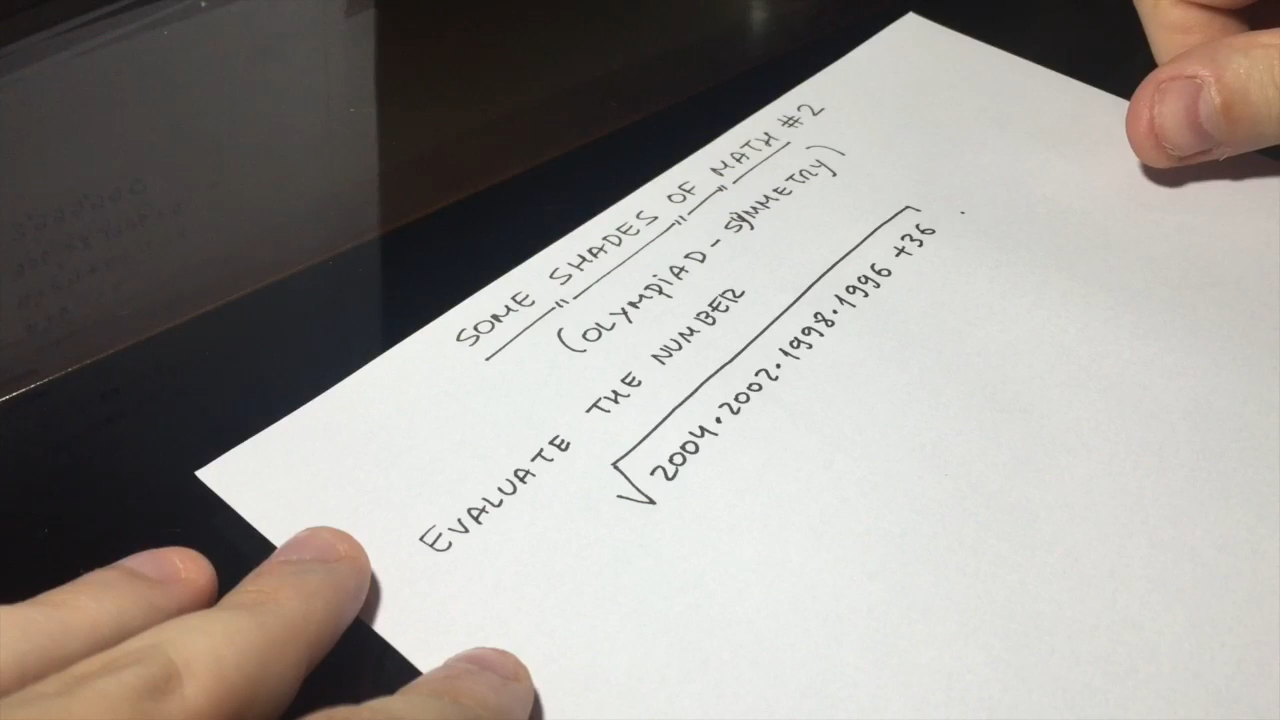 SOME SHADES OF MATH #2
(OLYMPIAD - SYMMETRY)
EVALUATE THE NUMBER
√2004·2002·1998·1996 +36 .